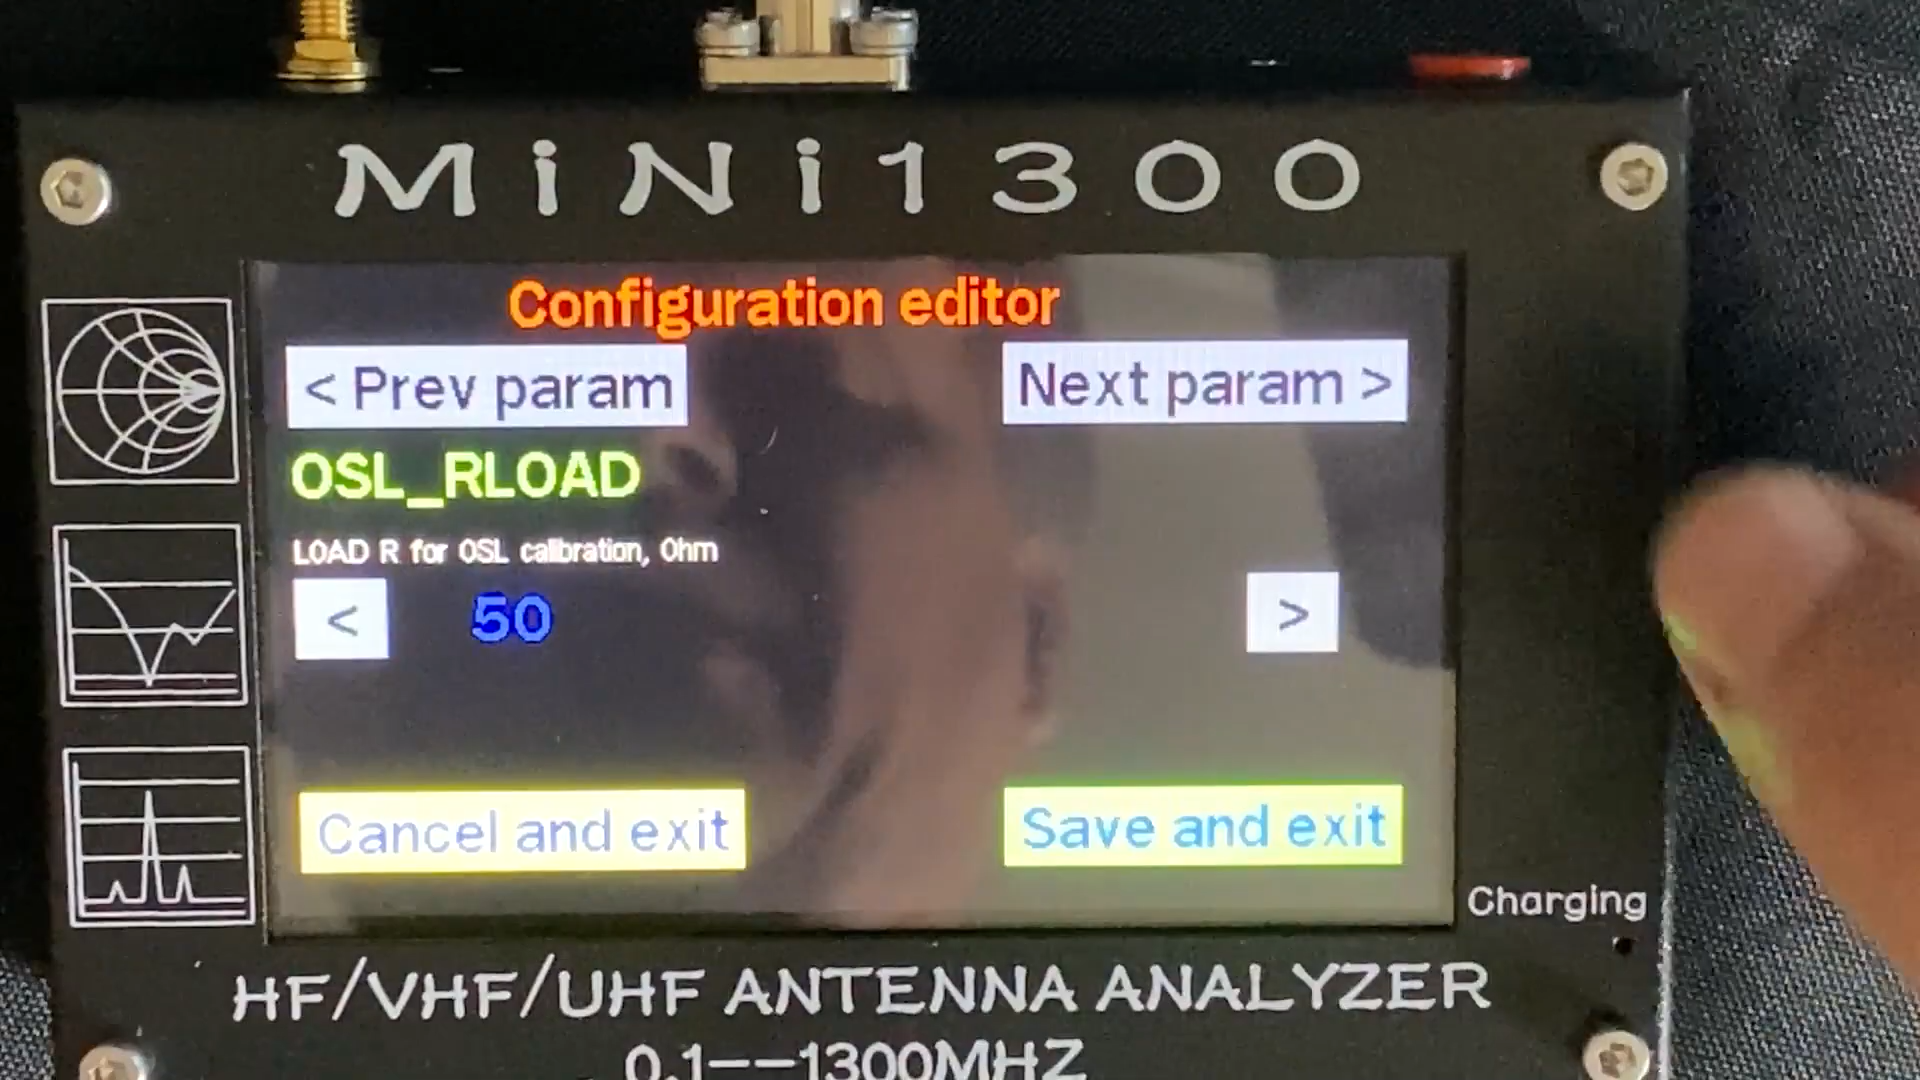 MiNi1300
Configuration editor
< Prev param
Next param >
OSL_RLOAD
LOAD R for OSL calibration, Ohm
<
50
>
Cancel and exit
Save and exit
Charging
HF/VHF/UHF ANTENNA ANALYZER
0.1--1300MHZ